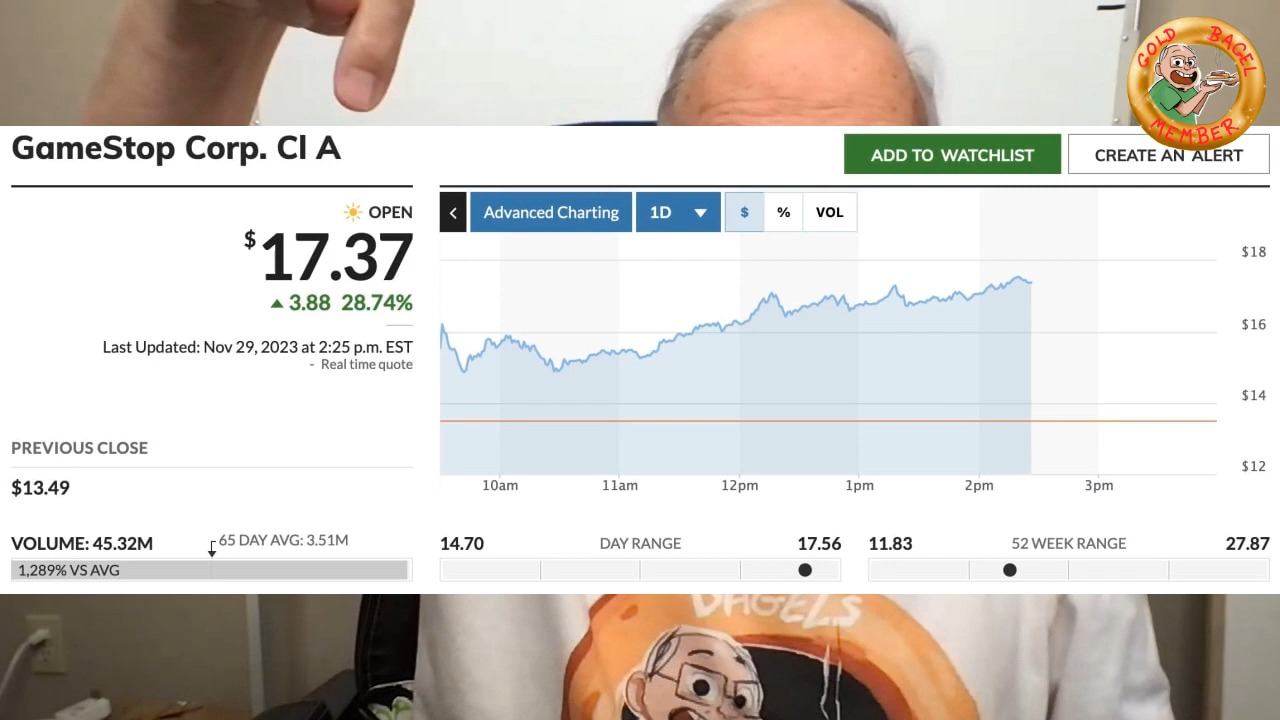 GOLD BAGEL
MEMBER
GameStop Corp. Cl A
ADD TO WATCHLIST
CREATE AN ALERT
OPEN
$17.37
3.88 28.74%
Last Updated: Nov 29, 2023 at 2:25 p.m. EST
- Real time quote
PREVIOUS CLOSE
$13.49
VOLUME: 45.32M
65 DAY AVG: 3.51M
1,289% VS AVG
Advanced Charting
1D
$
%
VOL
$18
$16
$14
$12
10am
11am
12pm
1pm
2pm
3pm
14.70
DAY RANGE
17.56
11.83
52 WEEK RANGE
27.87
BAGELS